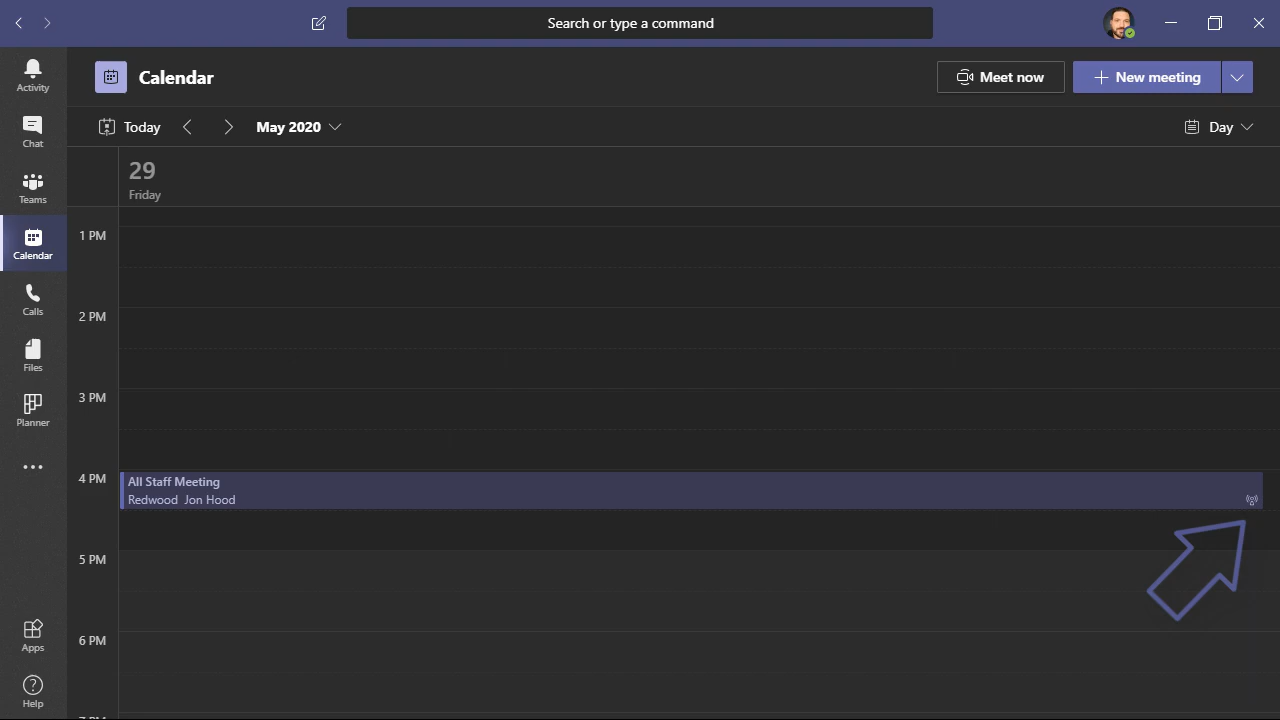 Search or type a command
Activity
Chat
Teams
Calendar
Calls
Files
Planner
Apps
Help
Calendar
Meet now
New meeting
Today
May 2020
Day
29
Friday
1 PM
2 PM
3 PM
4 PM
All Staff Meeting
Redwood Jon Hood
5 PM
6 PM
7 PM